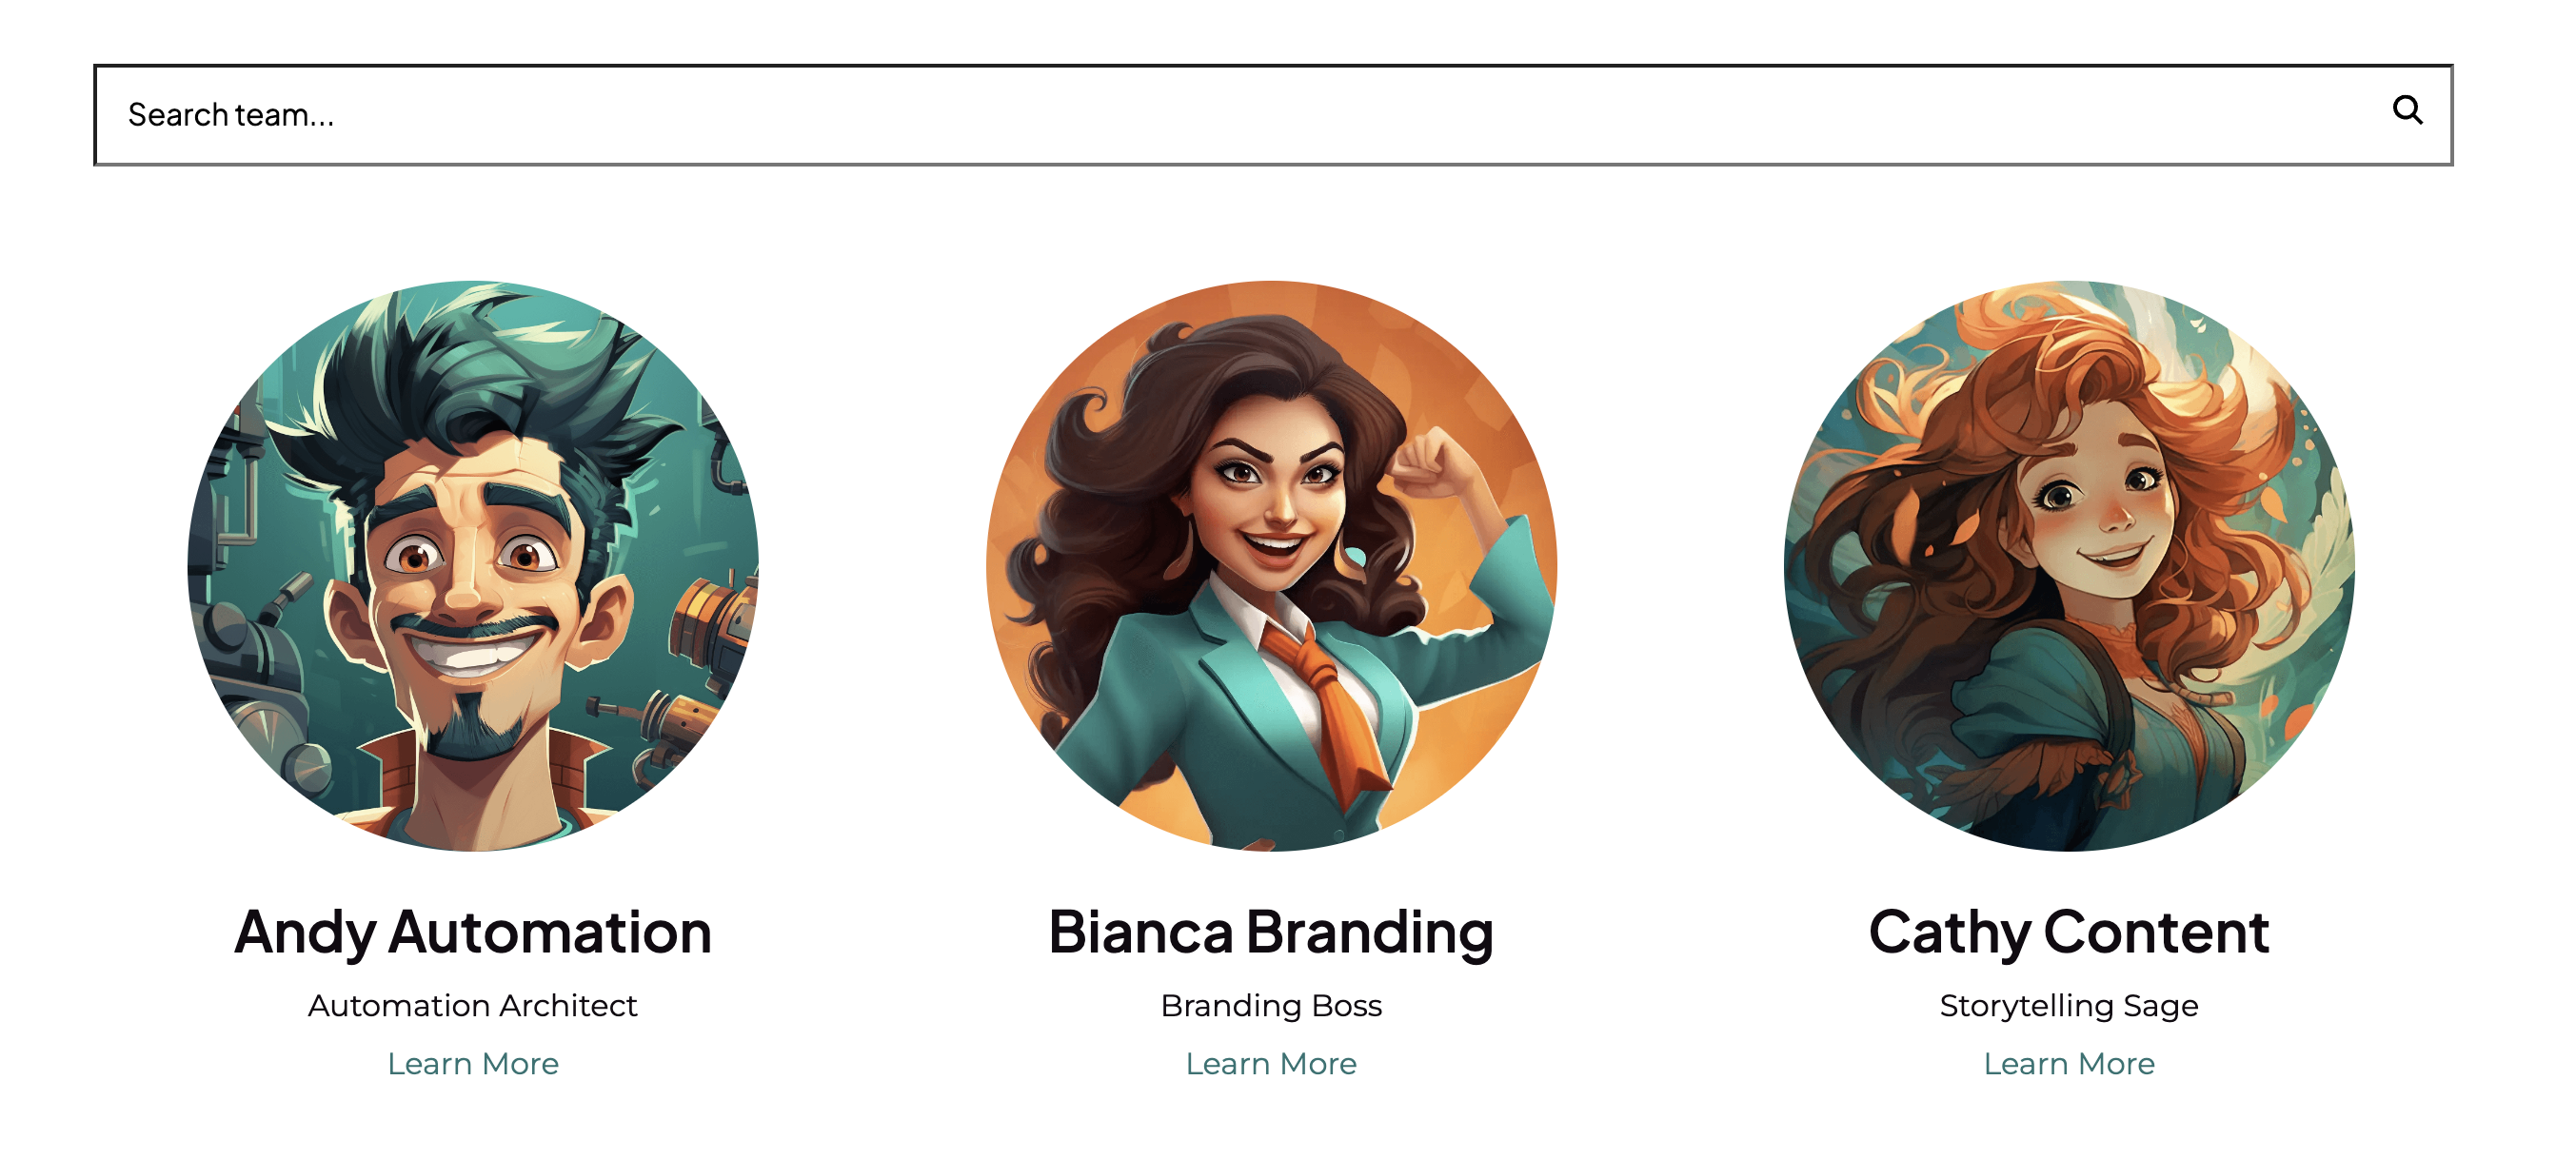 Search team...
Andy Automation
Automation Architect
Learn More
Bianca Branding
Branding Boss
Learn More
Cathy Content
Storytelling Sage
Learn More